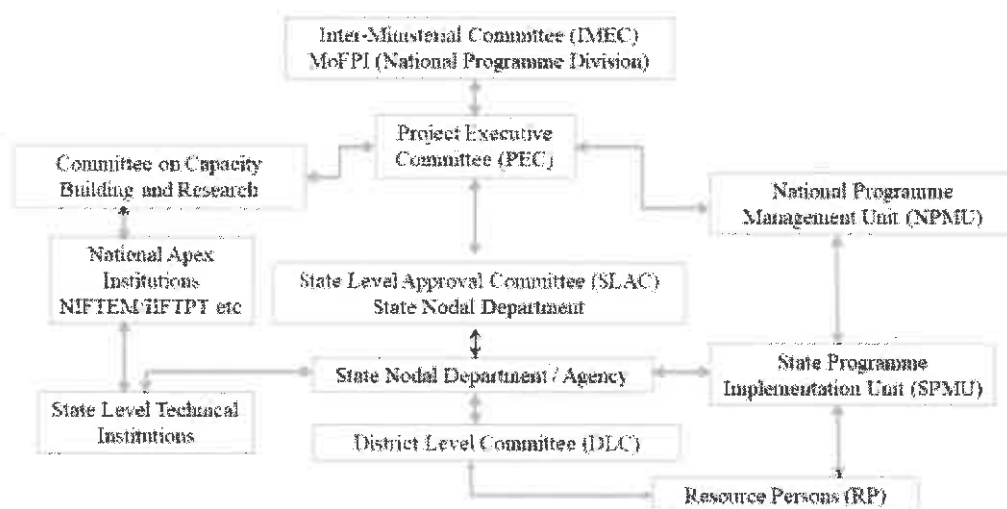 Inter-Ministerial Committee (IMEC)
MoFPI (National Programme Division)
Project Executive
Committee (PEC)
Committee on Capacity
Building and Research
National Programme
Management Unit (NPMU)
National Apex
Institutions
NIFTEM/IIFTPT etc
State Level Approval Committee (SLAC)
State Nodal Department
State Nodal Department / Agency
State Programme
Implementation Unit (SPMU)
State Level Technical
Institutions
District Level Committee (DLC)
Resource Persons (RP)